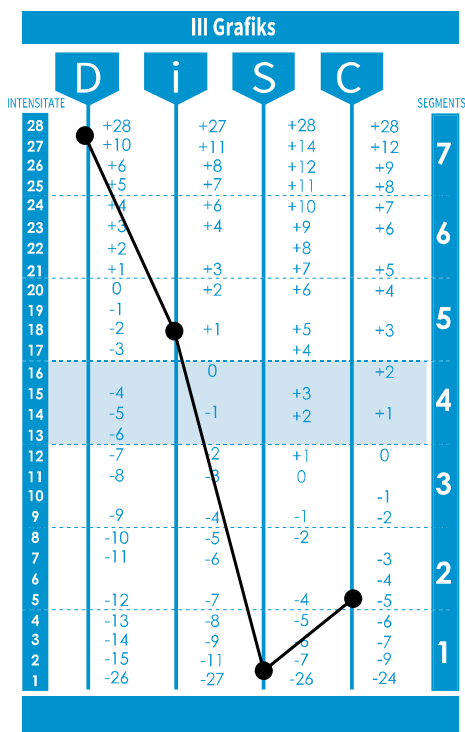 III Grafiks
D i S C
INTENSITATE SEGMENTS
28 +28 +27 +28 +28
27 +10 +11 +14 +12 7
26 +6 +8 +12 +9
25 +5 +7 +11 +8
24 +4 +6 +10 +7
23 +3 +4 +9 +6 6
22 +2 +8
21 +1 +3 +7 +5
20 0 +2 +6 +4
19 -1 5
18 -2 +1 +5 +3
17 -3 +4
16 0 +2
15 -4 +3 4
14 -5 -1 +2 +1
13 -6
12 -7 2 +1 0
11 -8 -3 0 3
10 -1
9 -9 -4 -1 -2
8 -10 -5 -2
7 -11 -6 -3 2
6 -4
5 -12 -7 -4 -5
4 -13 -8 -5 -6
3 -14 -9 -7 1
2 -15 -11 -7 -9
1 -26 -27 -26 -24